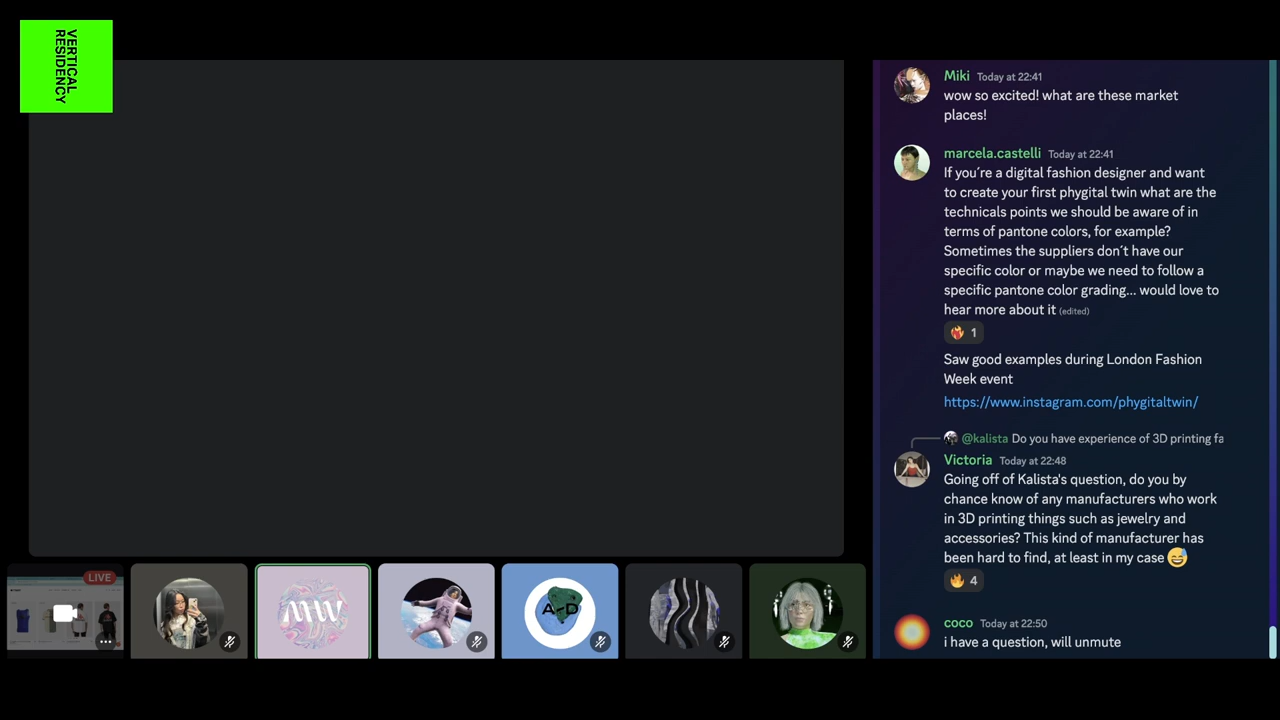 VERTICAL
RESIDENCY
Miki Today at 22:41
wow so excited! what are these market
places!
marcela.castelli Today at 22:41
If you´re a digital fashion designer and want
to create your first phygital twin what are the
technicals points we should be aware of in
terms of pantone colors, for example?
Sometimes the suppliers don´t have our
specific color or maybe we need to follow a
specific pantone color grading... would love to
hear more about it (edited)
1
Saw good examples during London Fashion
Week event
https://www.instagram.com/phygitaltwin/
@kalista Do you have experience of 3D printing fa
Victoria Today at 22:48
Going off of Kalista's question, do you by
chance know of any manufacturers who work
in 3D printing things such as jewelry and
accessories? This kind of manufacturer has
been hard to find, at least in my case 😅
4
coco Today at 22:50
i have a question, will unmute
LIVE
MW
A-D